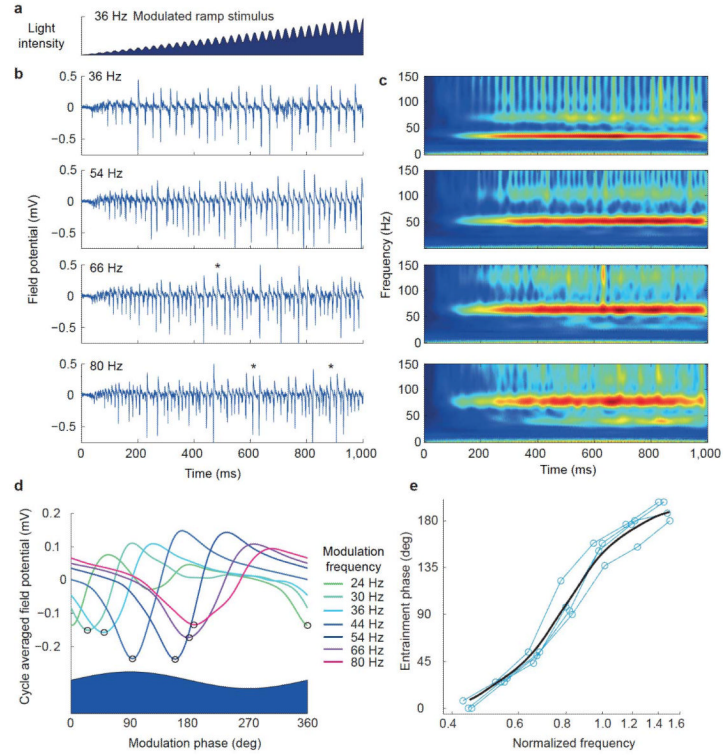 a
Light
intensity
36 Hz Modulated ramp stimulus
b
Field potential (mV)
36 Hz
0.5
0
−0.5
54 Hz
0.5
0
−0.5
66 Hz
*
0.5
0
−0.5
80 Hz
* *
0.5
0
−0.5
0 200 400 600 800 1,000
Time (ms)
c
Frequency (Hz)
150
100
50
0
150
100
50
0
150
100
50
0
150
100
50
0
0 200 400 600 800 1,000
Time (ms)
d
Cycle averaged field potential (mV)
0.2
0.1
0
−0.1
−0.2
0 90 180 270 360
Modulation phase (deg)
Modulation
frequency
24 Hz
30 Hz
36 Hz
44 Hz
54 Hz
66 Hz
80 Hz
e
Entrainment phase (deg)
180
135
90
45
0
0.4 0.6 0.8 1.0 1.2 1.4 1.6
Normalized frequency